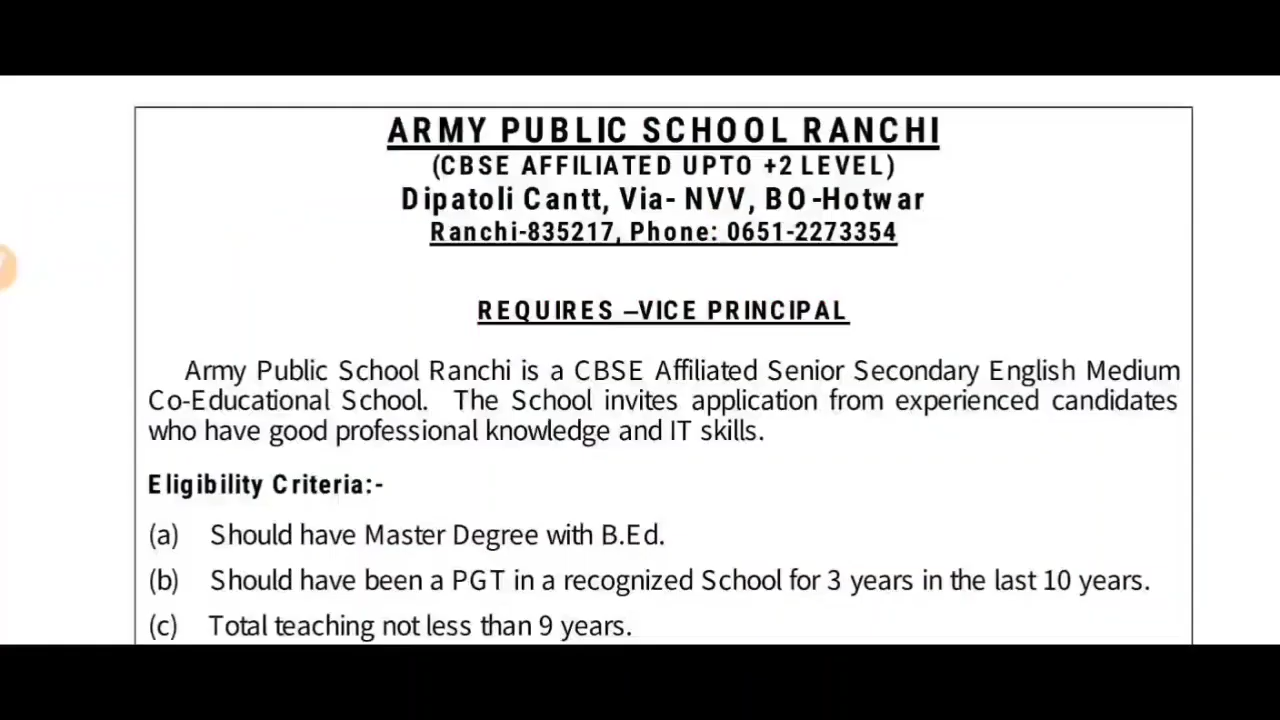 ARMY PUBLIC SCHOOL RANCHI
(CBSE AFFILIATED UPTO +2 LEVEL)
Dipatoli Cantt, Via- NVV, BO-Hotwar
Ranchi-835217, Phone: 0651-2273354
REQUIRES –VICE PRINCIPAL
Army Public School Ranchi is a CBSE Affiliated Senior Secondary English Medium
Co-Educational School. The School invites application from experienced candidates
who have good professional knowledge and IT skills.
Eligibility Criteria:-
(a) Should have Master Degree with B.Ed.
(b) Should have been a PGT in a recognized School for 3 years in the last 10 years.
(c) Total teaching not less than 9 years.